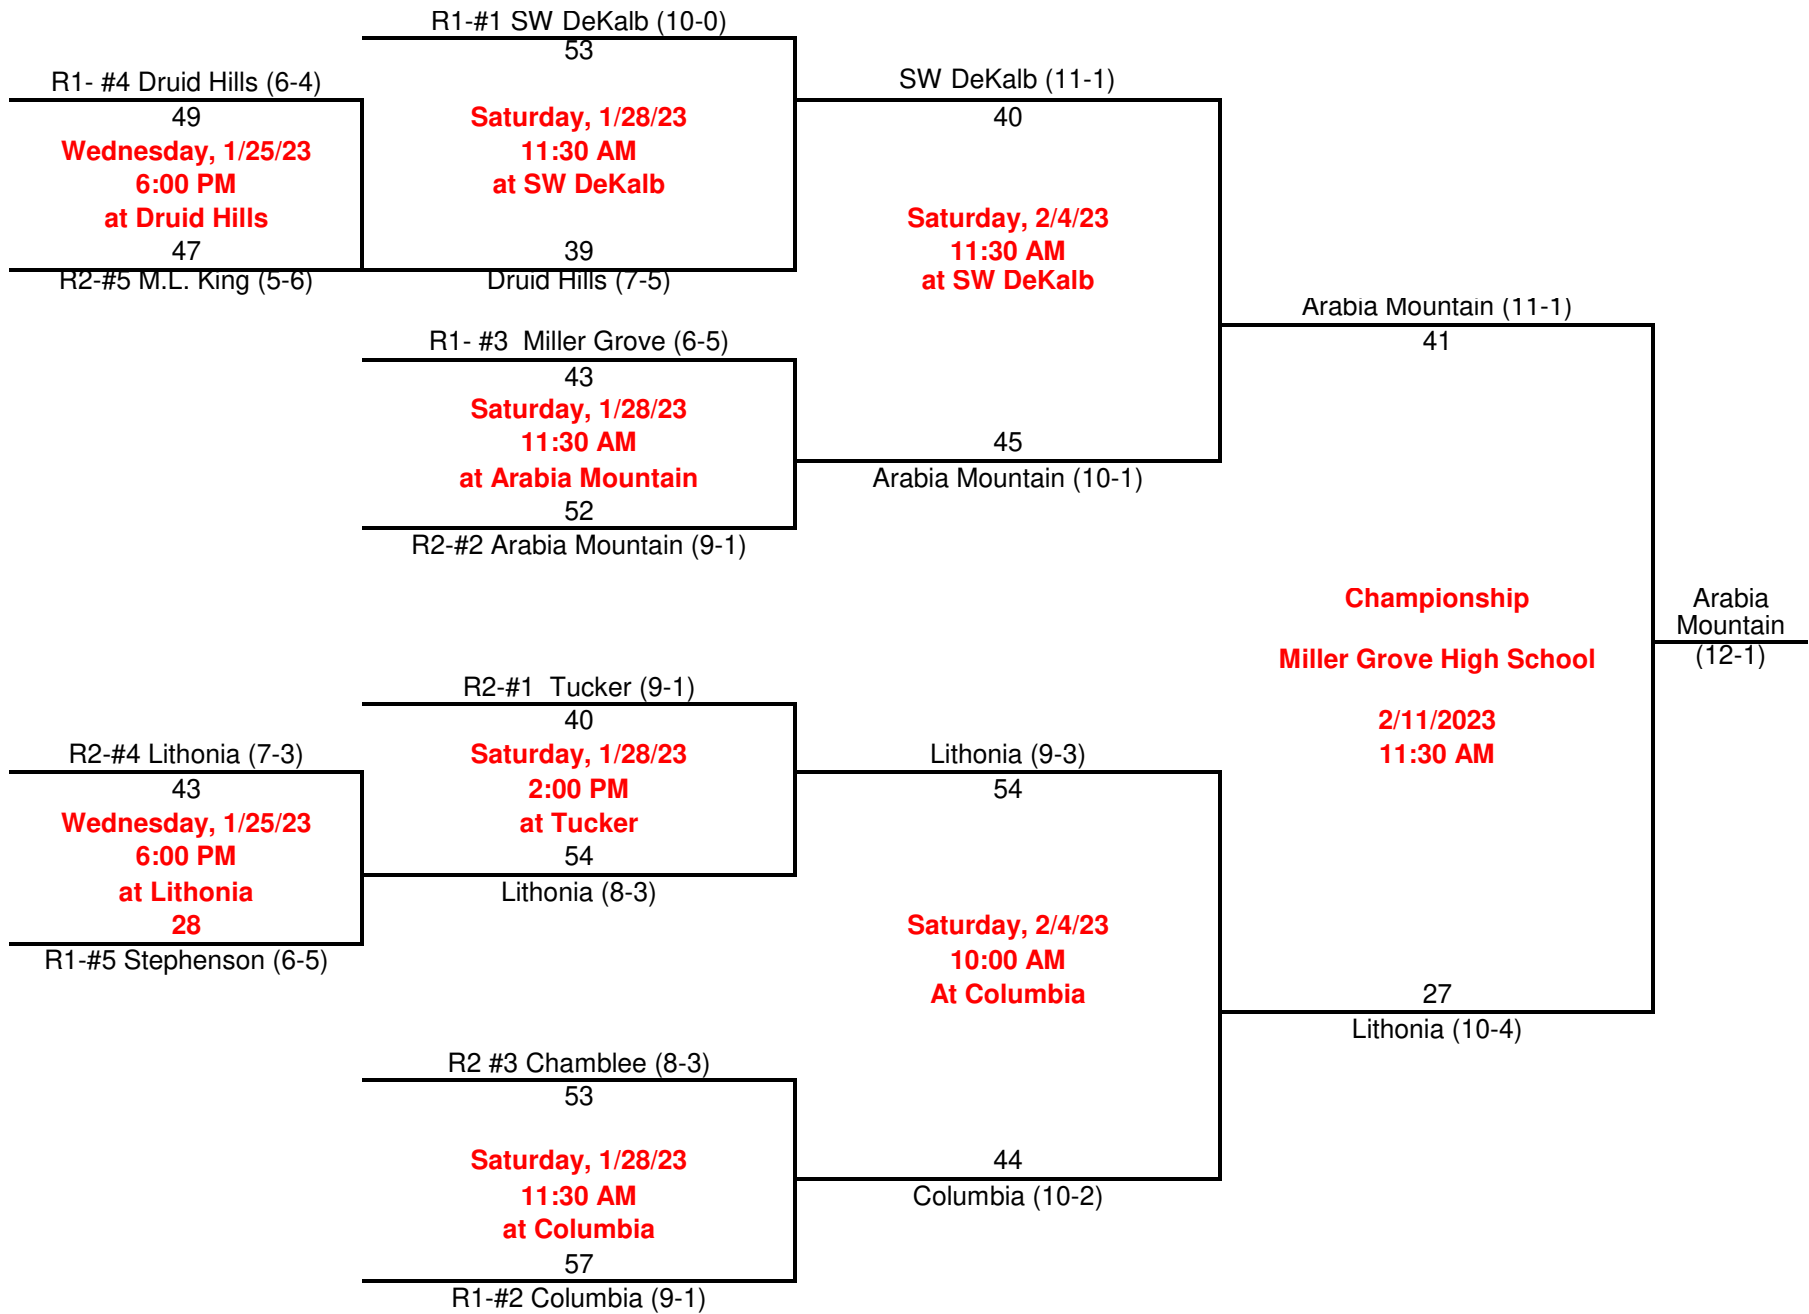 R1-#1 SW DeKalb (10-0)
53
R1- #4 Druid Hills (6-4)
49
Wednesday, 1/25/23
6:00 PM
at Druid Hills
47
R2-#5 M.L. King (5-6)
Saturday, 1/28/23
11:30 AM
at SW DeKalb
39
Druid Hills (7-5)
SW DeKalb (11-1)
40
Saturday, 2/4/23
11:30 AM
at SW DeKalb
45
Arabia Mountain (10-1)
R1- #3 Miller Grove (6-5)
43
Saturday, 1/28/23
11:30 AM
at Arabia Mountain
52
R2-#2 Arabia Mountain (9-1)
Arabia Mountain (11-1)
41
Championship
Miller Grove High School
2/11/2023
11:30 AM
27
Lithonia (10-4)
Arabia
Mountain
(12-1)
R2-#1 Tucker (9-1)
40
Saturday, 1/28/23
2:00 PM
at Tucker
54
Lithonia (8-3)
R2-#4 Lithonia (7-3)
43
Wednesday, 1/25/23
6:00 PM
at Lithonia
28
R1-#5 Stephenson (6-5)
Lithonia (9-3)
54
Saturday, 2/4/23
10:00 AM
At Columbia
44
Columbia (10-2)
R2 #3 Chamblee (8-3)
53
Saturday, 1/28/23
11:30 AM
at Columbia
57
R1-#2 Columbia (9-1)